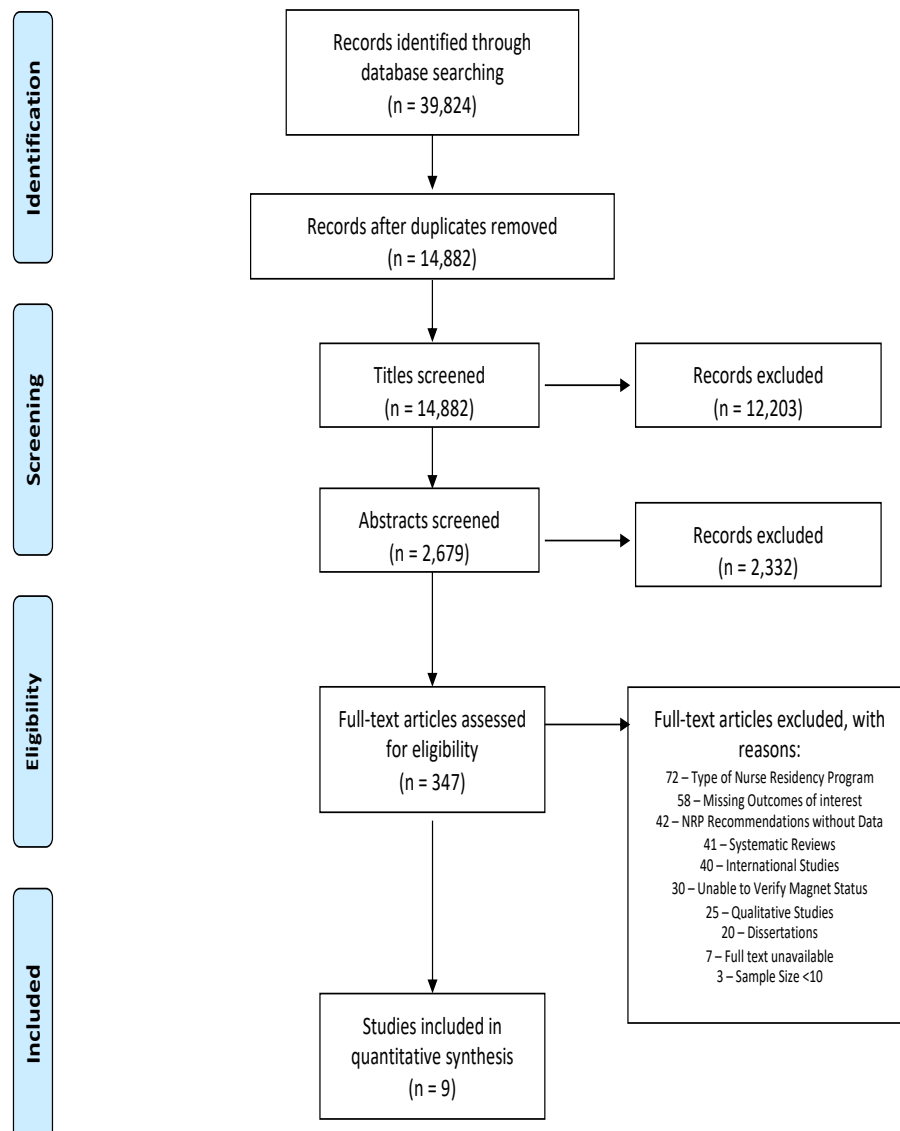 Identification
Records identified through
database searching
(n = 39,824)
Records after duplicates removed
(n = 14,882)
Screening
Titles screened
(n = 14,882)
Records excluded
(n = 12,203)
Abstracts screened
(n = 2,679)
Records excluded
(n = 2,332)
Eligibility
Full-text articles assessed
for eligibility
(n = 347)
Full-text articles excluded, with
reasons:
72 – Type of Nurse Residency Program
58 – Missing Outcomes of interest
42 – NRP Recommendations without Data
41 – Systematic Reviews
40 – International Studies
30 – Unable to Verify Magnet Status
25 – Qualitative Studies
20 – Dissertations
7 – Full text unavailable
3 – Sample Size <10
Included
Studies included in
quantitative synthesis
(n = 9)